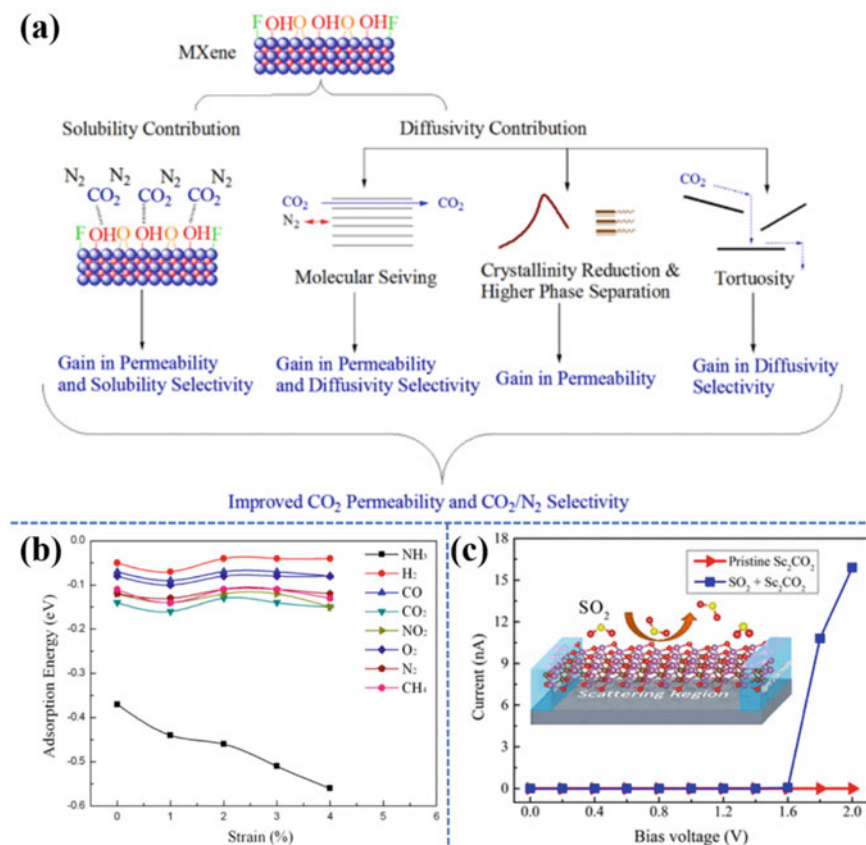 (a)
F OHO OHO OHF
MXene
Solubility Contribution
Diffusivity Contribution
N₂ N₂ N₂ N₂
CO₂ CO₂ CO₂
F OHO OHO OHF
CO₂ CO₂
N₂
Molecular Seiving
Crystallinity Reduction &
Higher Phase Separation
CO₂
Tortuosity
Gain in Permeability
and Solubility Selectivity
Gain in Permeability
and Diffusivity Selectivity
Gain in Permeability
Gain in Diffusivity
Selectivity
Improved CO₂ Permeability and CO₂/N₂ Selectivity
(b)
Adsorption Energy (eV)
0.0
-0.1
-0.2
-0.3
-0.4
-0.5
-0.6
NH₃
H₂
CO
CO₂
NO₂
O₂
N₂
CH₄
0 1 2 3 4 5 6
Strain (%)
(c)
Current (nA)
18
15
12
9
6
3
0
Pristine Sc₂CO₂
SO₂ + Sc₂CO₂
SO₂
Scattering Region
0.0 0.4 0.8 1.2 1.6 2.0
Bias voltage (V)